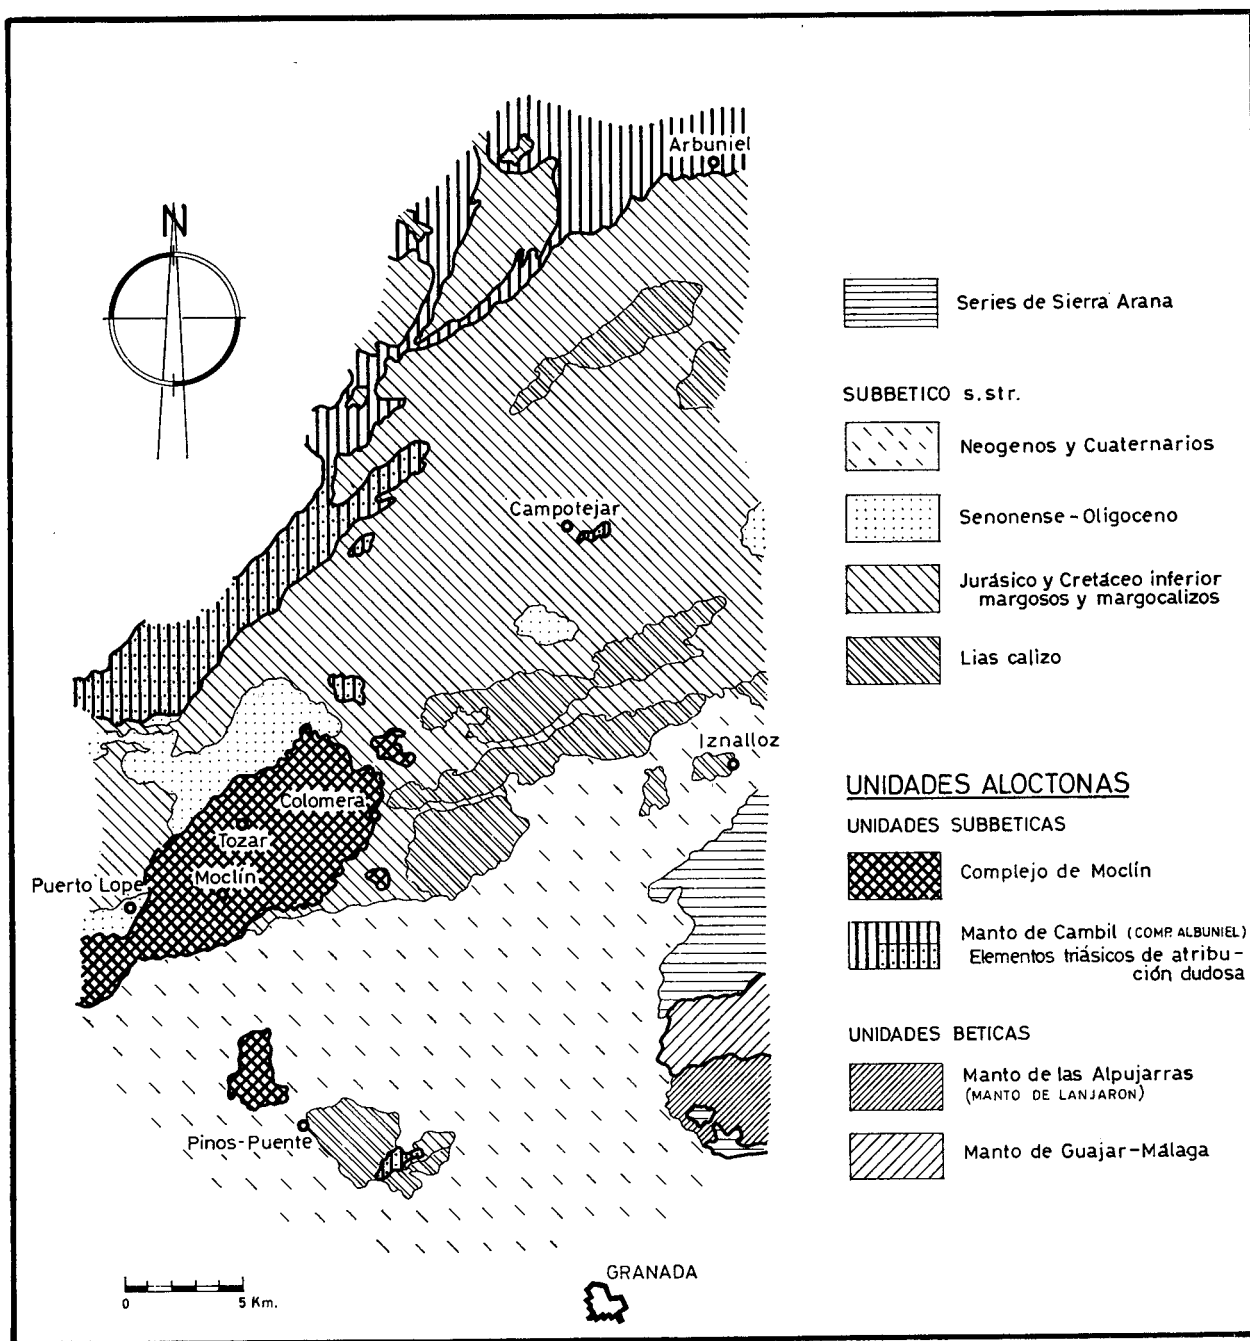 N
Arbuniel
Campotejar
Iznalloz
Colomera
Tozar
Moclín
Puerto Lope
Pinos-Puente
GRANADA
0 5 Km.
Series de Sierra Arana
SUBBETICO s.str.
Neogenos y Cuaternarios
Senonense-Oligoceno
Jurásico y Cretáceo inferior
margosos y margocalizos
Lias calizo
UNIDADES ALOCTONAS
UNIDADES SUBBETICAS
Complejo de Moclín
Manto de Cambil (COMP. ALBUNIEL)
Elementos triásicos de atribu-
ción dudosa
UNIDADES BETICAS
Manto de las Alpujarras
(MANTO DE LANJARON)
Manto de Guajar-Málaga